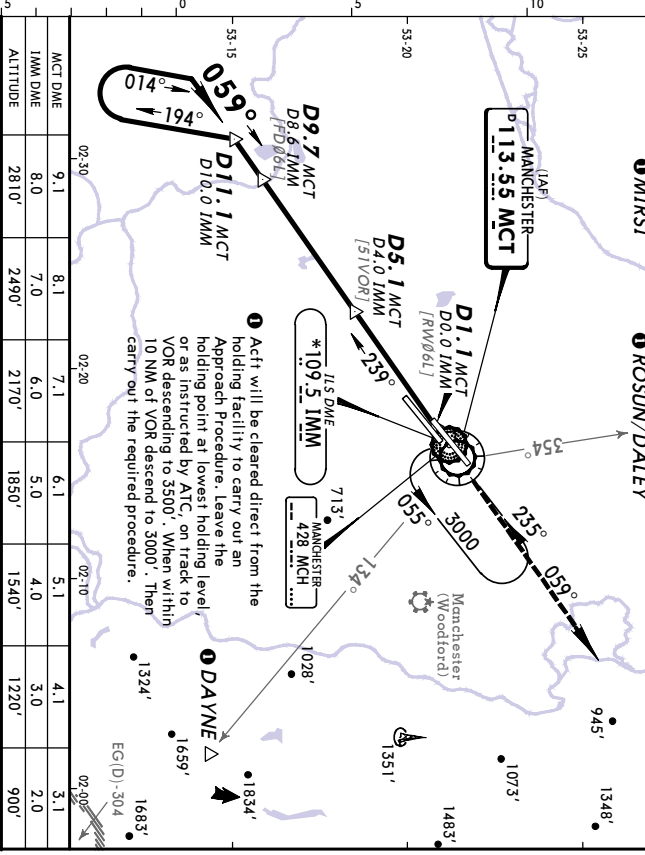 5
0
5
10
53-15
53-20
53-25
❶ MIRSI
❶ ROSUN/DALEY
(IAF)
MANCHESTER
D 113.55 MCT
354°
014°
194°
059°
D9.7 MCT
D8.6 IMM
[FD06L]
D11.1 MCT
D10.0 IMM
D5.1 MCT
D4.0 IMM
[51VOR]
D1.1 MCT
D0.0 IMM
[RW06L]
239°
235°
059°
3000
055°
ILS DME
*109.5 IMM
MANCHESTER
428 MCH
713'
134°
Manchester
(Woodford)
❶ Acft will be cleared direct from the
holding facility to carry out an
Approach Procedure. Leave the
holding point at lowest holding level,
or as instructed by ATC, on track to
VOR descending to 3500'. When within
10 NM of VOR descend to 3000'. Then
carry out the required procedure.
❶ DAYNE
945'
1348'
1073'
1351'
1483'
1028'
1834'
1324'
1659'
1683'
EG(D)-304
02-30
02-20
02-10
02-00
MCT DME 9.1 8.1 7.1 6.1 5.1 4.1 3.1
IMM DME 8.0 7.0 6.0 5.0 4.0 3.0 2.0
ALTITUDE 2810' 2490' 2170' 1850' 1540' 1220' 900'